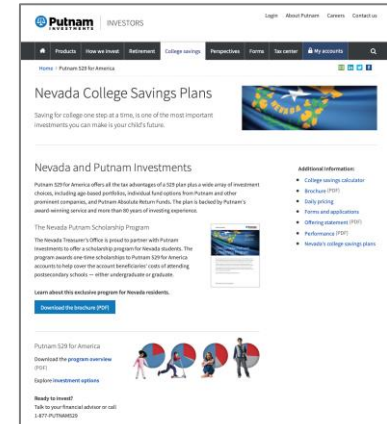 Putnam INVESTMENTS INVESTORS
Login About Putnam Careers Contact us
Products How we invest Retirement College savings Perspectives Forms Tax center My accounts
Home / Putnam 529 for America
Nevada College Savings Plans
Saving for college one step at a time, is one of the most important
investments you can make is your child's future.
Nevada and Putnam Investments
Putnam 529 for America offers all the tax advantages of a 529 plan plus a wide array of investment
choices, including age-based portfolios, individual fund options from Putnam and other
prominent companies, and Putnam Absolute Return Funds. The plan is backed by Putnam's
award-winning service and more than 80 years of investing experience.
The Nevada Putnam Scholarship Program
The Nevada Treasurer's Office is proud to partner with Putnam
Investments to offer a scholarship program for Nevada students. The
program awards one-time scholarships to Putnam 529 for America
accounts to help cover the account beneficiaries' costs of attending
postsecondary schools — either undergraduate or graduate.
Learn about this exclusive program for Nevada residents.
Download the brochure (PDF)
Putnam 529 for America
Download the program overview
(PDF)
Explore investment options
Ready to invest?
Talk to your financial advisor or call
1-877-PUTNAM529
Additional information:
College savings calculator
Brochure (PDF)
Daily pricing
Forms and applications
Offering statement (PDF)
Performance (PDF)
Nevada's college savings plans